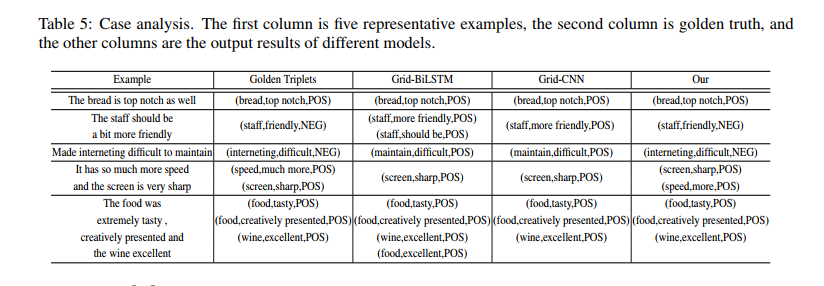 Table 5: Case analysis. The first column is five representative examples, the second column is golden truth, and
the other columns are the output results of different models.
Example Golden Triplets Grid-BiLSTM Grid-CNN Our
The bread is top notch as well (bread,top notch,POS) (bread,top notch,POS) (bread,top notch,POS) (bread,top notch,POS)
The staff should be (staff,more friendly,POS)
(staff,friendly,NEG) (staff,more friendly,POS) (staff,friendly,NEG)
a bit more friendly (staff,should be,POS)
Made interneting difficult to maintain (interneting,difficult,NEG) (maintain,difficult,POS) (maintain,difficult,POS) (interneting,difficult,NEG)
It has so much more speed (speed,much more,POS) (screen,sharp,POS)
(screen,sharp,POS) (screen,sharp,POS)
and the screen is very sharp (screen,sharp,POS) (speed,more,POS)
The food was (food,tasty,POS) (food,tasty,POS) (food,tasty,POS) (food,tasty,POS)
extremely tasty , (food,creatively presented,POS) (food,creatively presented,POS) (food,creatively presented,POS) (food,creatively presented,POS)
creatively presented and (wine,excellent,POS) (wine,excellent,POS) (wine,excellent,POS) (wine,excellent,POS)
the wine excellent (food,excellent,POS)